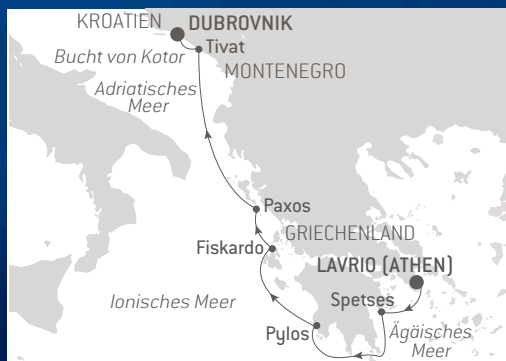 KROATIEN DUBROVNIK
Tivat
Bucht von Kotor
MONTENEGRO
Adriatisches
Meer
Paxos
GRIECHENLAND
Fiskardo
LAVRIO (ATHEN)
Ionisches Meer
Spetses
Pylos
Ägäisches
Meer